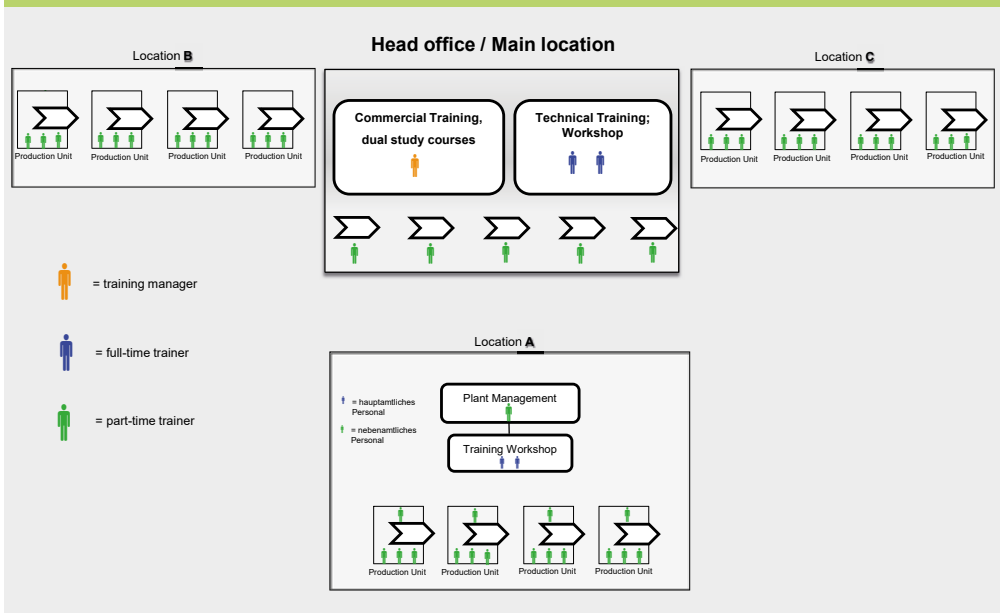 Head office / Main location
Location B
Production Unit
Production Unit
Production Unit
Production Unit
Commercial Training,
dual study courses
Technical Training;
Workshop
Location C
Production Unit
Production Unit
Production Unit
Production Unit
= training manager
= full-time trainer
= part-time trainer
Location A
= hauptamtliches
Personal
= nebenamtliches
Personal
Plant Management
Training Workshop
Production Unit
Production Unit
Production Unit
Production Unit